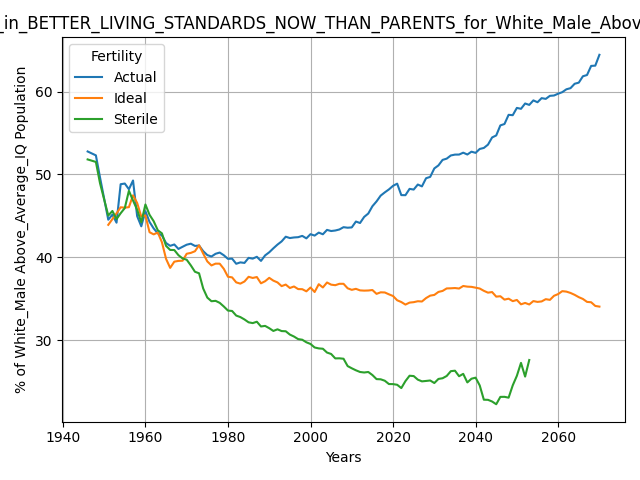 _in_BETTER_LIVING_STANDARDS_NOW_THAN_PARENTS_for_White_Male_Abov
Fertility
Actual
Ideal
Sterile
% of White_Male Above_Average_IQ Population
60
50
40
30
1940 1960 1980 2000 2020 2040 2060
Years